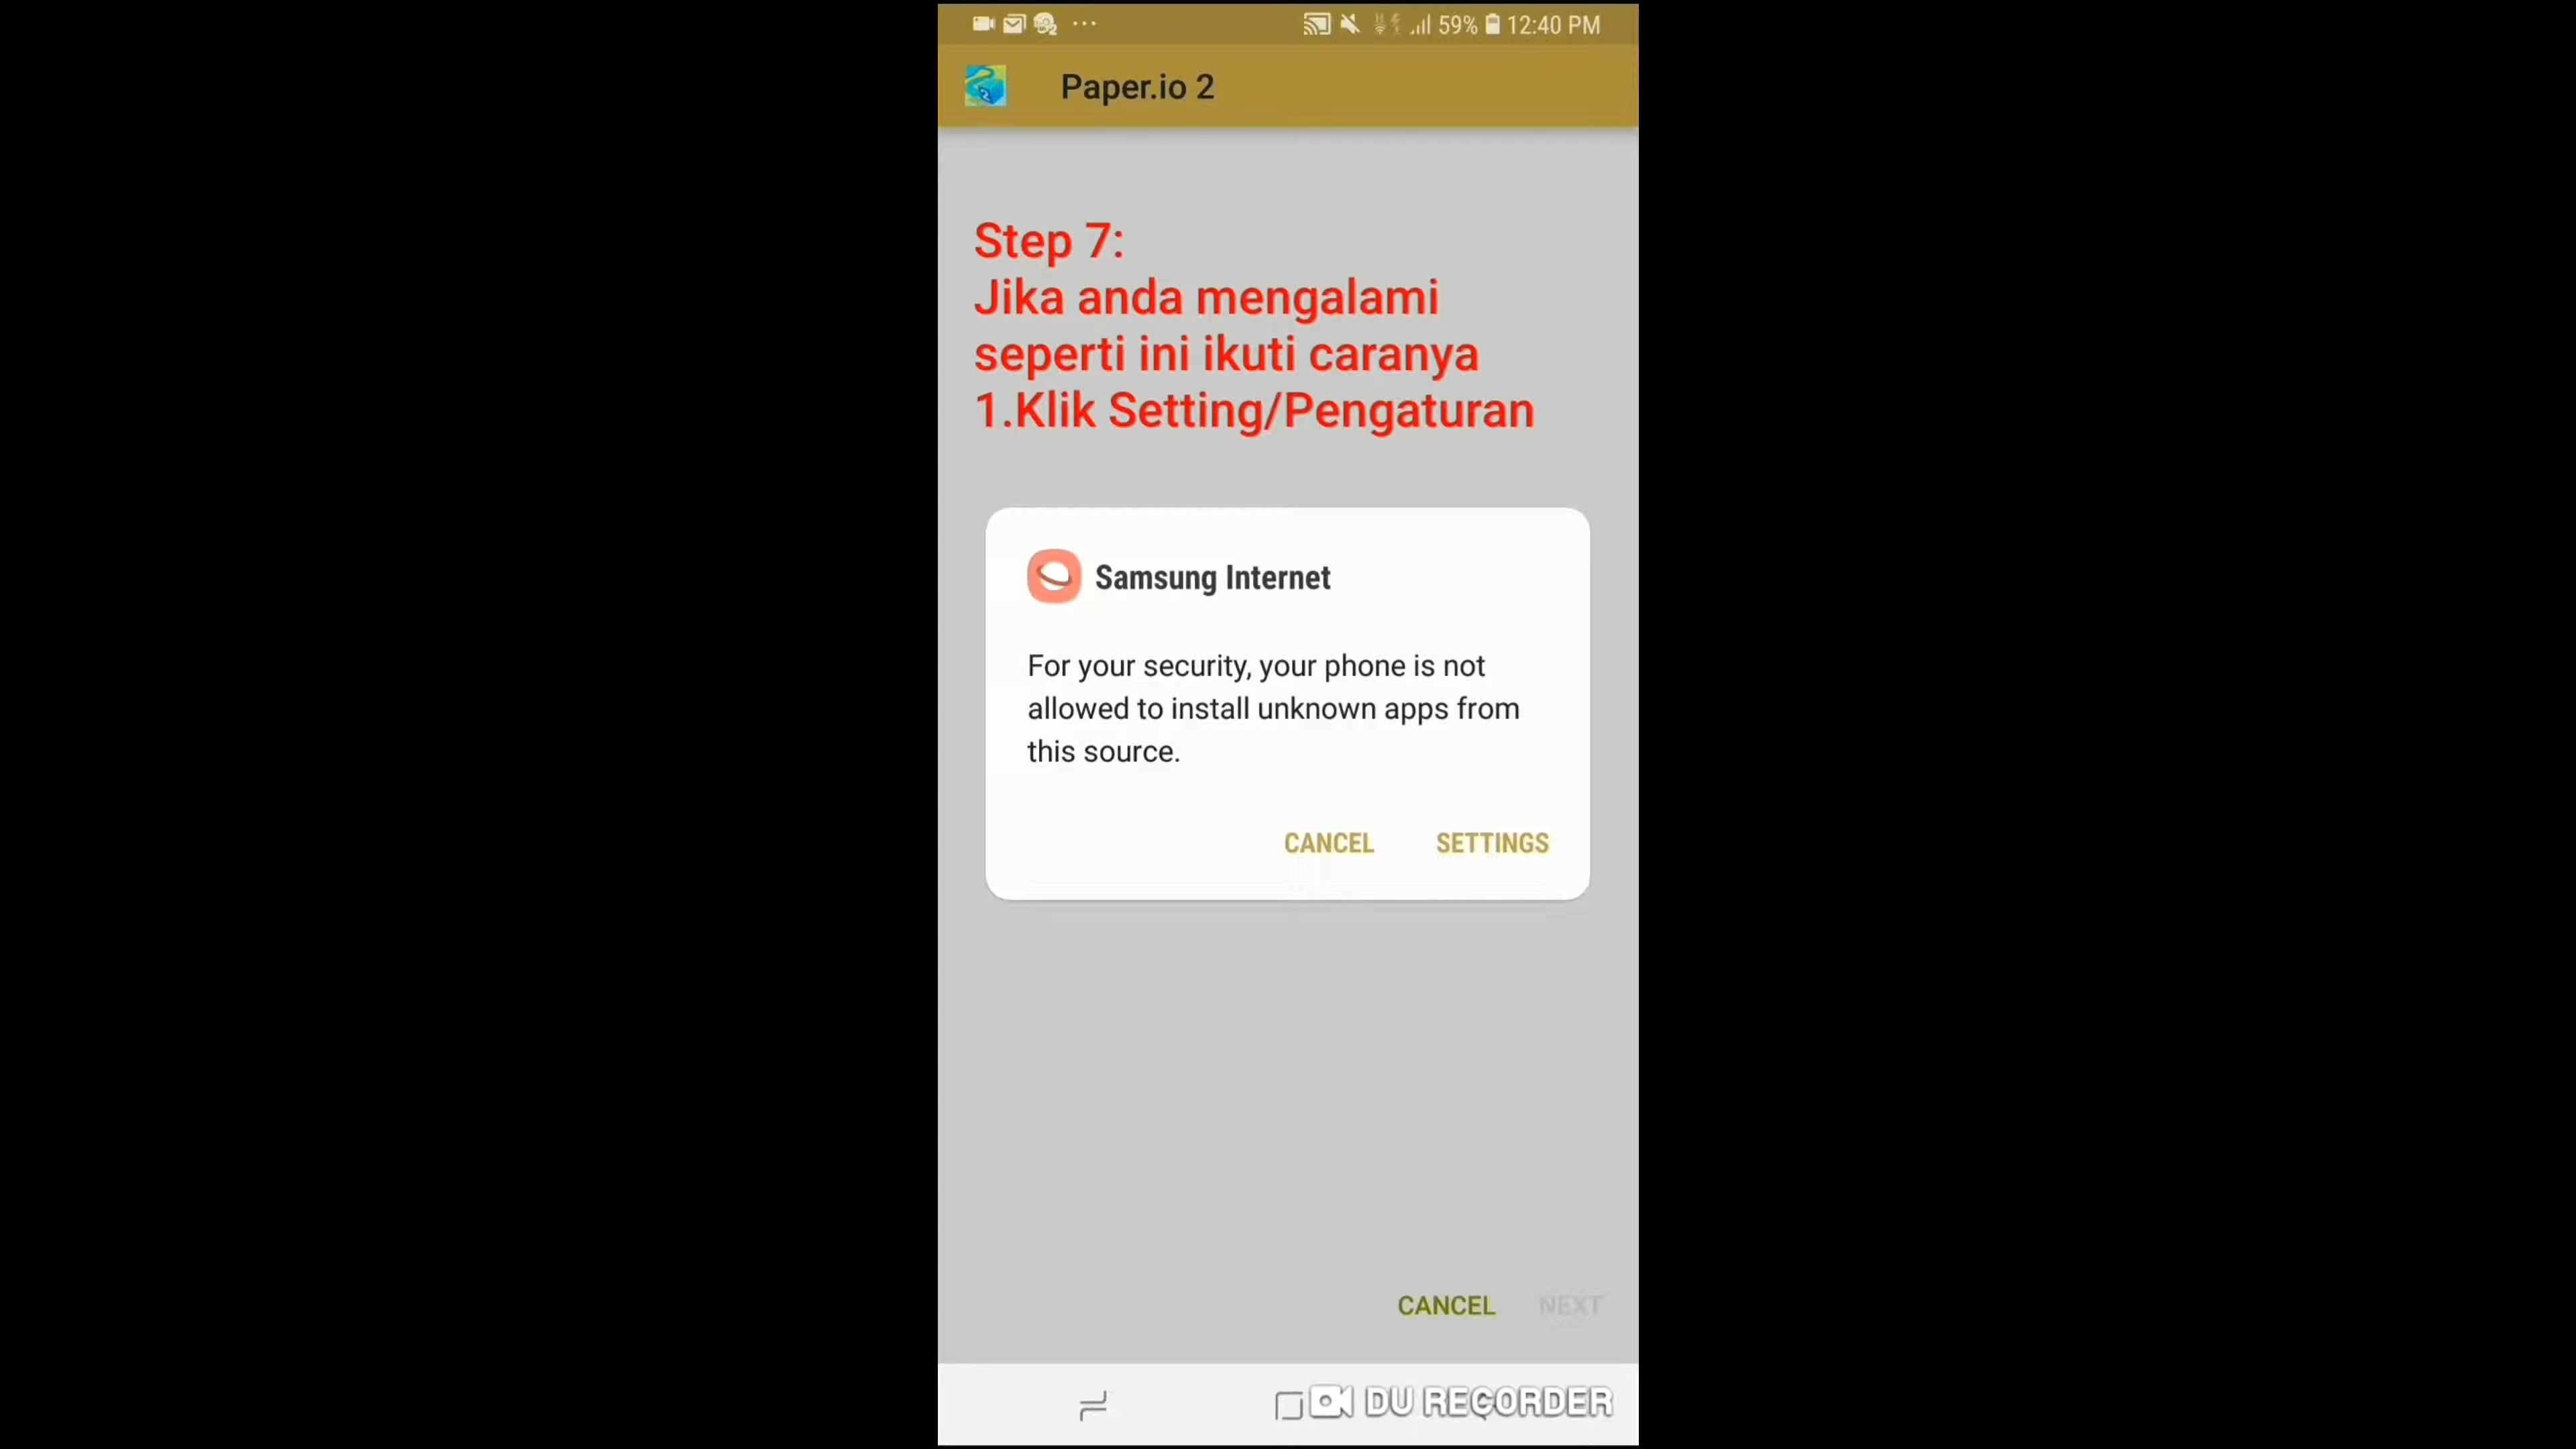 59% 12:40 PM
Paper.io 2
Step 7:
Jika anda mengalami
seperti ini ikuti caranya
1.Klik Setting/Pengaturan
Samsung Internet
For your security, your phone is not
allowed to install unknown apps from
this source.
CANCEL SETTINGS
CANCEL NEXT
DU RECORDER